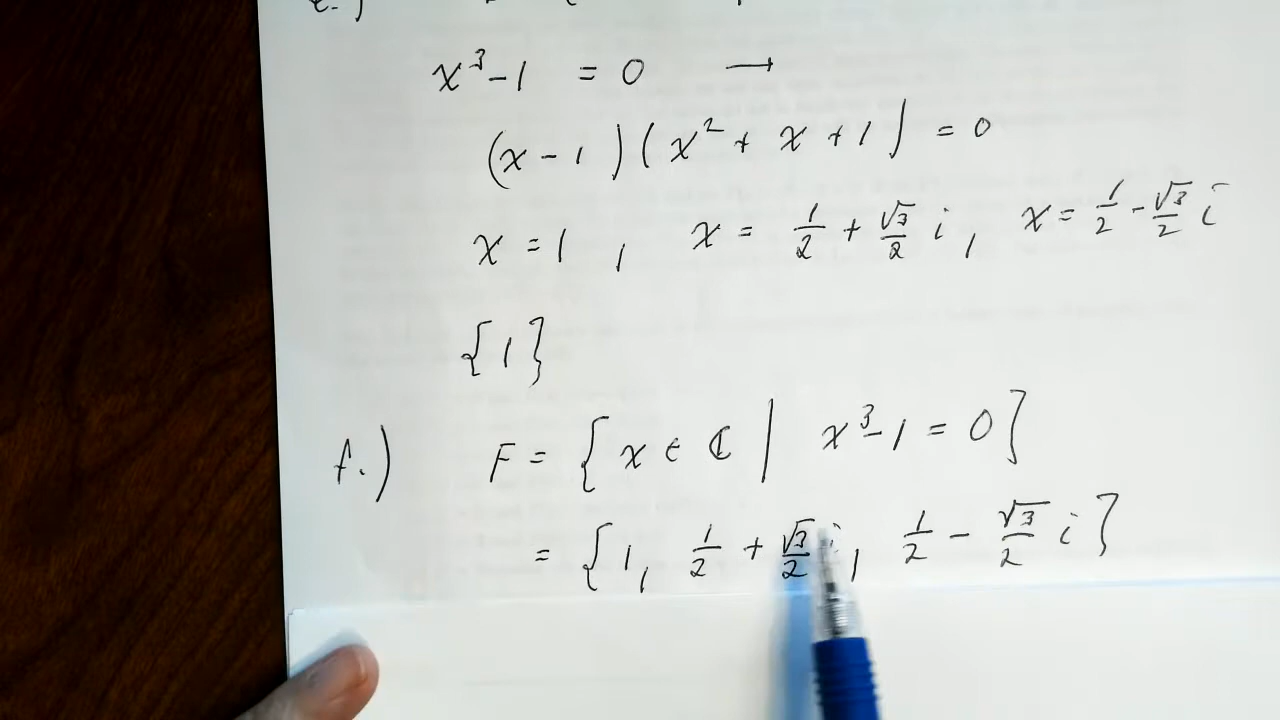 x³-1 = 0 →
(x-1)(x²+x+1) = 0
x = 1, x = 1/2 + √3/2 i, x = 1/2 - √3/2 i
{1}
f.) F = {x ∈ ℂ | x³-1 = 0}
= {1, 1/2 + √3/2 i, 1/2 - √3/2 i}